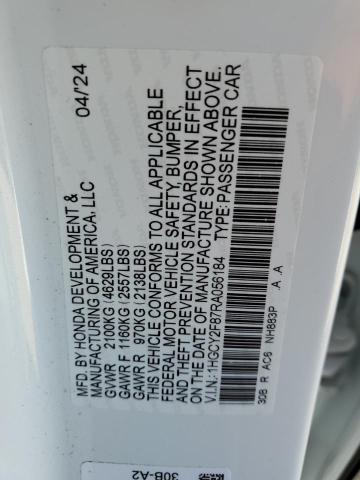 04/'24
MFD. BY HONDA DEVELOPMENT &
MANUFACTURING OF AMERICA, LLC
GVWR 2100KG (4629LBS)
GAWR F 1160KG (2557LBS)
GAWR R 970KG (2138LBS)
THIS VEHICLE CONFORMS TO ALL APPLICABLE
FEDERAL MOTOR VEHICLE SAFETY, BUMPER,
AND THEFT PREVENTION STANDARDS IN EFFECT
ON THE DATE OF MANUFACTURE SHOWN ABOVE.
V.I.N.:1HGCY2F87RA056184 TYPE:PASSENGER CAR
30B R AC6 NH883P .A .A
30B-A2